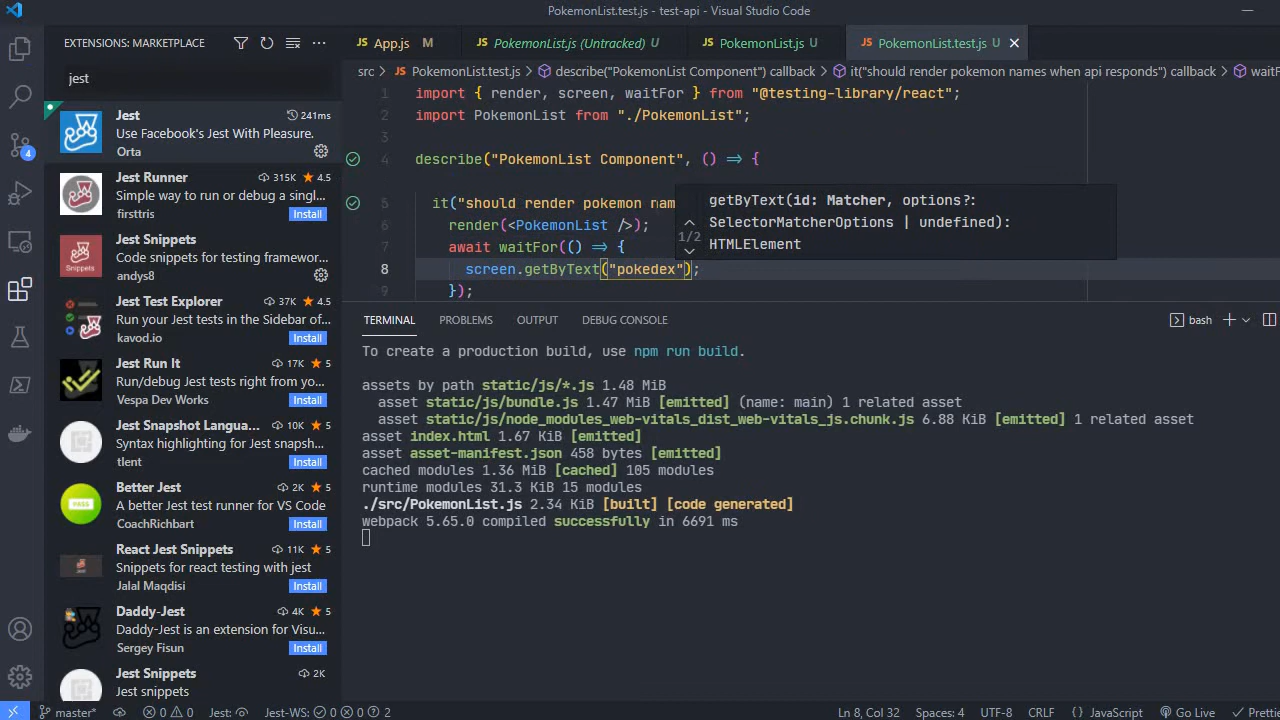 PokemonList.test.js - test-api - Visual Studio Code
EXTENSIONS: MARKETPLACE
jest
Jest 241ms
Use Facebook's Jest With Pleasure.
Orta
Jest Runner 315K 4.5
Simple way to run or debug a singl...
firsttris Install
Jest Snippets
Code snippets for testing framewor...
andys8
Jest Test Explorer 37K 4.5
Run your Jest tests in the Sidebar of...
kavod.io Install
Jest Run It 17K 5
Run/debug Jest tests right from yo...
Vespa Dev Works Install
Jest Snapshot Langua... 10K 5
Syntax highlighting for Jest snapsh...
tlent Install
PASS
Better Jest 2K 5
A better Jest test runner for VS Code
CoachRichbart Install
React Jest Snippets 11K 5
Snippets for react testing with jest
Jalal Maqdisi Install
Daddy-Jest 4K 5
Daddy-Jest is an extension for Visu...
Sergey Fisun Install
Jest Snippets 2K
Jest snippets
Snippets
4
JS App.js M
JS PokemonList.js (Untracked) U
JS PokemonList.js U
JS PokemonList.test.js U
src > JS PokemonList.test.js > describe("PokemonList Component") callback > it("should render pokemon names when api responds") callback > waitF
1 import { render, screen, waitFor } from "@testing-library/react";
2 import PokemonList from "./PokemonList";
3
4 describe("PokemonList Component", () => {
5 it("should render pokemon nam
6 render(<PokemonList />);
7 await waitFor(() => {
8 screen.getByText("pokedex");
9 });
getByText(id: Matcher, options?:
1/2 SelectorMatcherOptions | undefined):
HTMLElement
TERMINAL PROBLEMS OUTPUT DEBUG CONSOLE
bash
To create a production build, use npm run build.
assets by path static/js/*.js 1.48 MiB
asset static/js/bundle.js 1.47 MiB [emitted] (name: main) 1 related asset
asset static/js/node_modules_web-vitals_dist_web-vitals_js.chunk.js 6.88 KiB [emitted] 1 related asset
asset index.html 1.67 KiB [emitted]
asset asset-manifest.json 458 bytes [emitted]
cached modules 1.36 MiB [cached] 105 modules
runtime modules 31.3 KiB 15 modules
./src/PokemonList.js 2.34 KiB [built] [code generated]
webpack 5.65.0 compiled successfully in 6691 ms
master* 0 0 Jest: Jest-WS: 0 0 2 Ln 8, Col 32 Spaces: 4 UTF-8 CRLF {} JavaScript Go Live Prettie